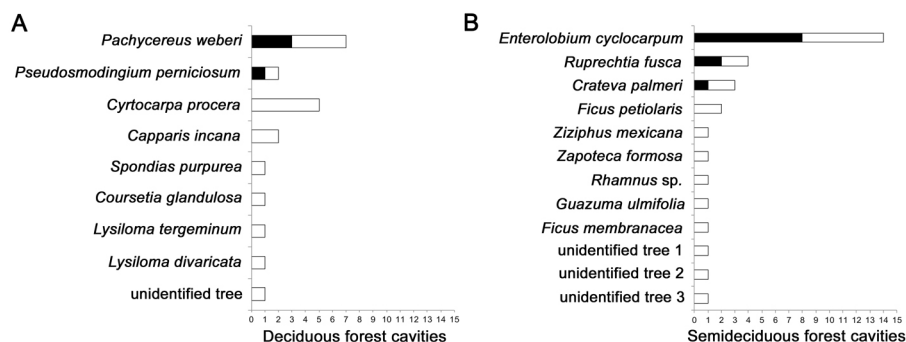 A
Pachycereus weberi
Pseudosmodingium perniciosum
Cyrtocarpa procera
Capparis incana
Spondias purpurea
Coursetia glandulosa
Lysiloma tergeminum
Lysiloma divaricata
unidentified tree
0 1 2 3 4 5 6 7 8 9 10 11 12 13 14 15
Deciduous forest cavities
B
Enterolobium cyclocarpum
Ruprechtia fusca
Crateva palmeri
Ficus petiolaris
Ziziphus mexicana
Zapoteca formosa
Rhamnus sp.
Guazuma ulmifolia
Ficus membranacea
unidentified tree 1
unidentified tree 2
unidentified tree 3
0 1 2 3 4 5 6 7 8 9 10 11 12 13 14 15
Semideciduous forest cavities